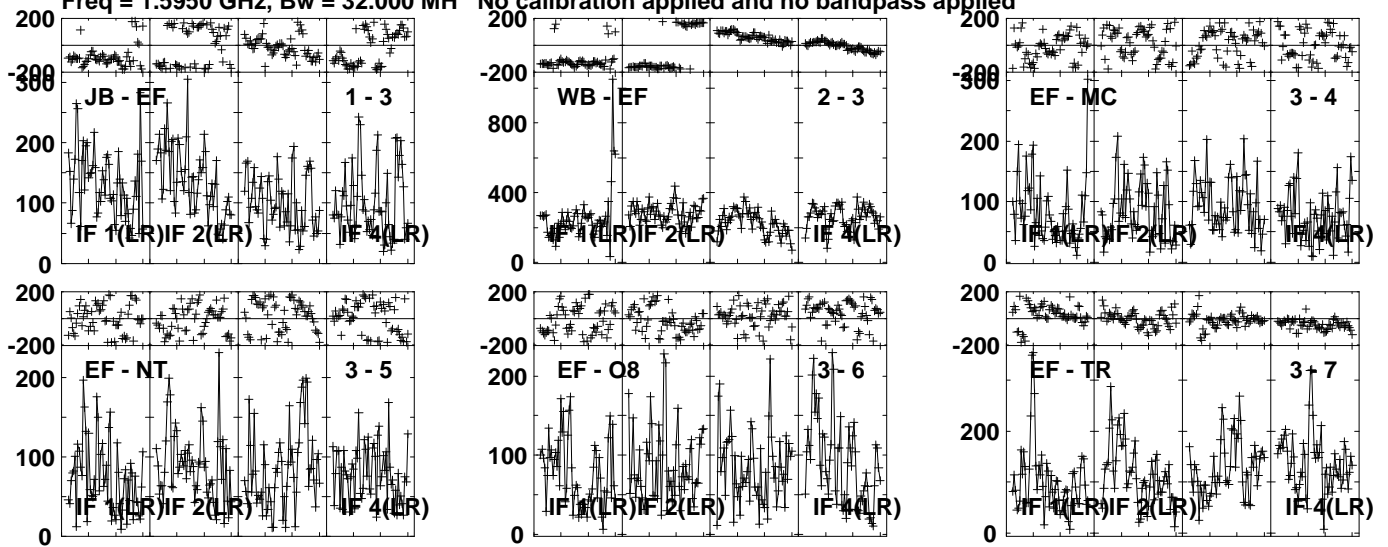 Freq = 1.5950 GHz, Bw = 32.000 MH No calibration applied and no bandpass applied
200
-200
300
JB - EF 1 - 3
200
100
IF 1(LR) IF 2(LR) IF 4(LR)
0
200
-200
WB - EF 2 - 3
800
400
IF 1(LR) IF 2(LR) IF 4(LR)
0
200
-200
300
EF - MC 3 - 4
200
100
IF 1(LR) IF 2(LR) IF 4(LR)
0
200
-200
EF - NT 3 - 5
200
100
IF 1(LR) IF 2(LR) IF 4(LR)
0
200
-200
EF - O8 3 - 6
200
100
IF 1(LR) IF 2(LR) IF 4(LR)
0
200
-200
EF - TR 3 - 7
200
IF 1(LR) IF 2(LR) IF 4(LR)
0